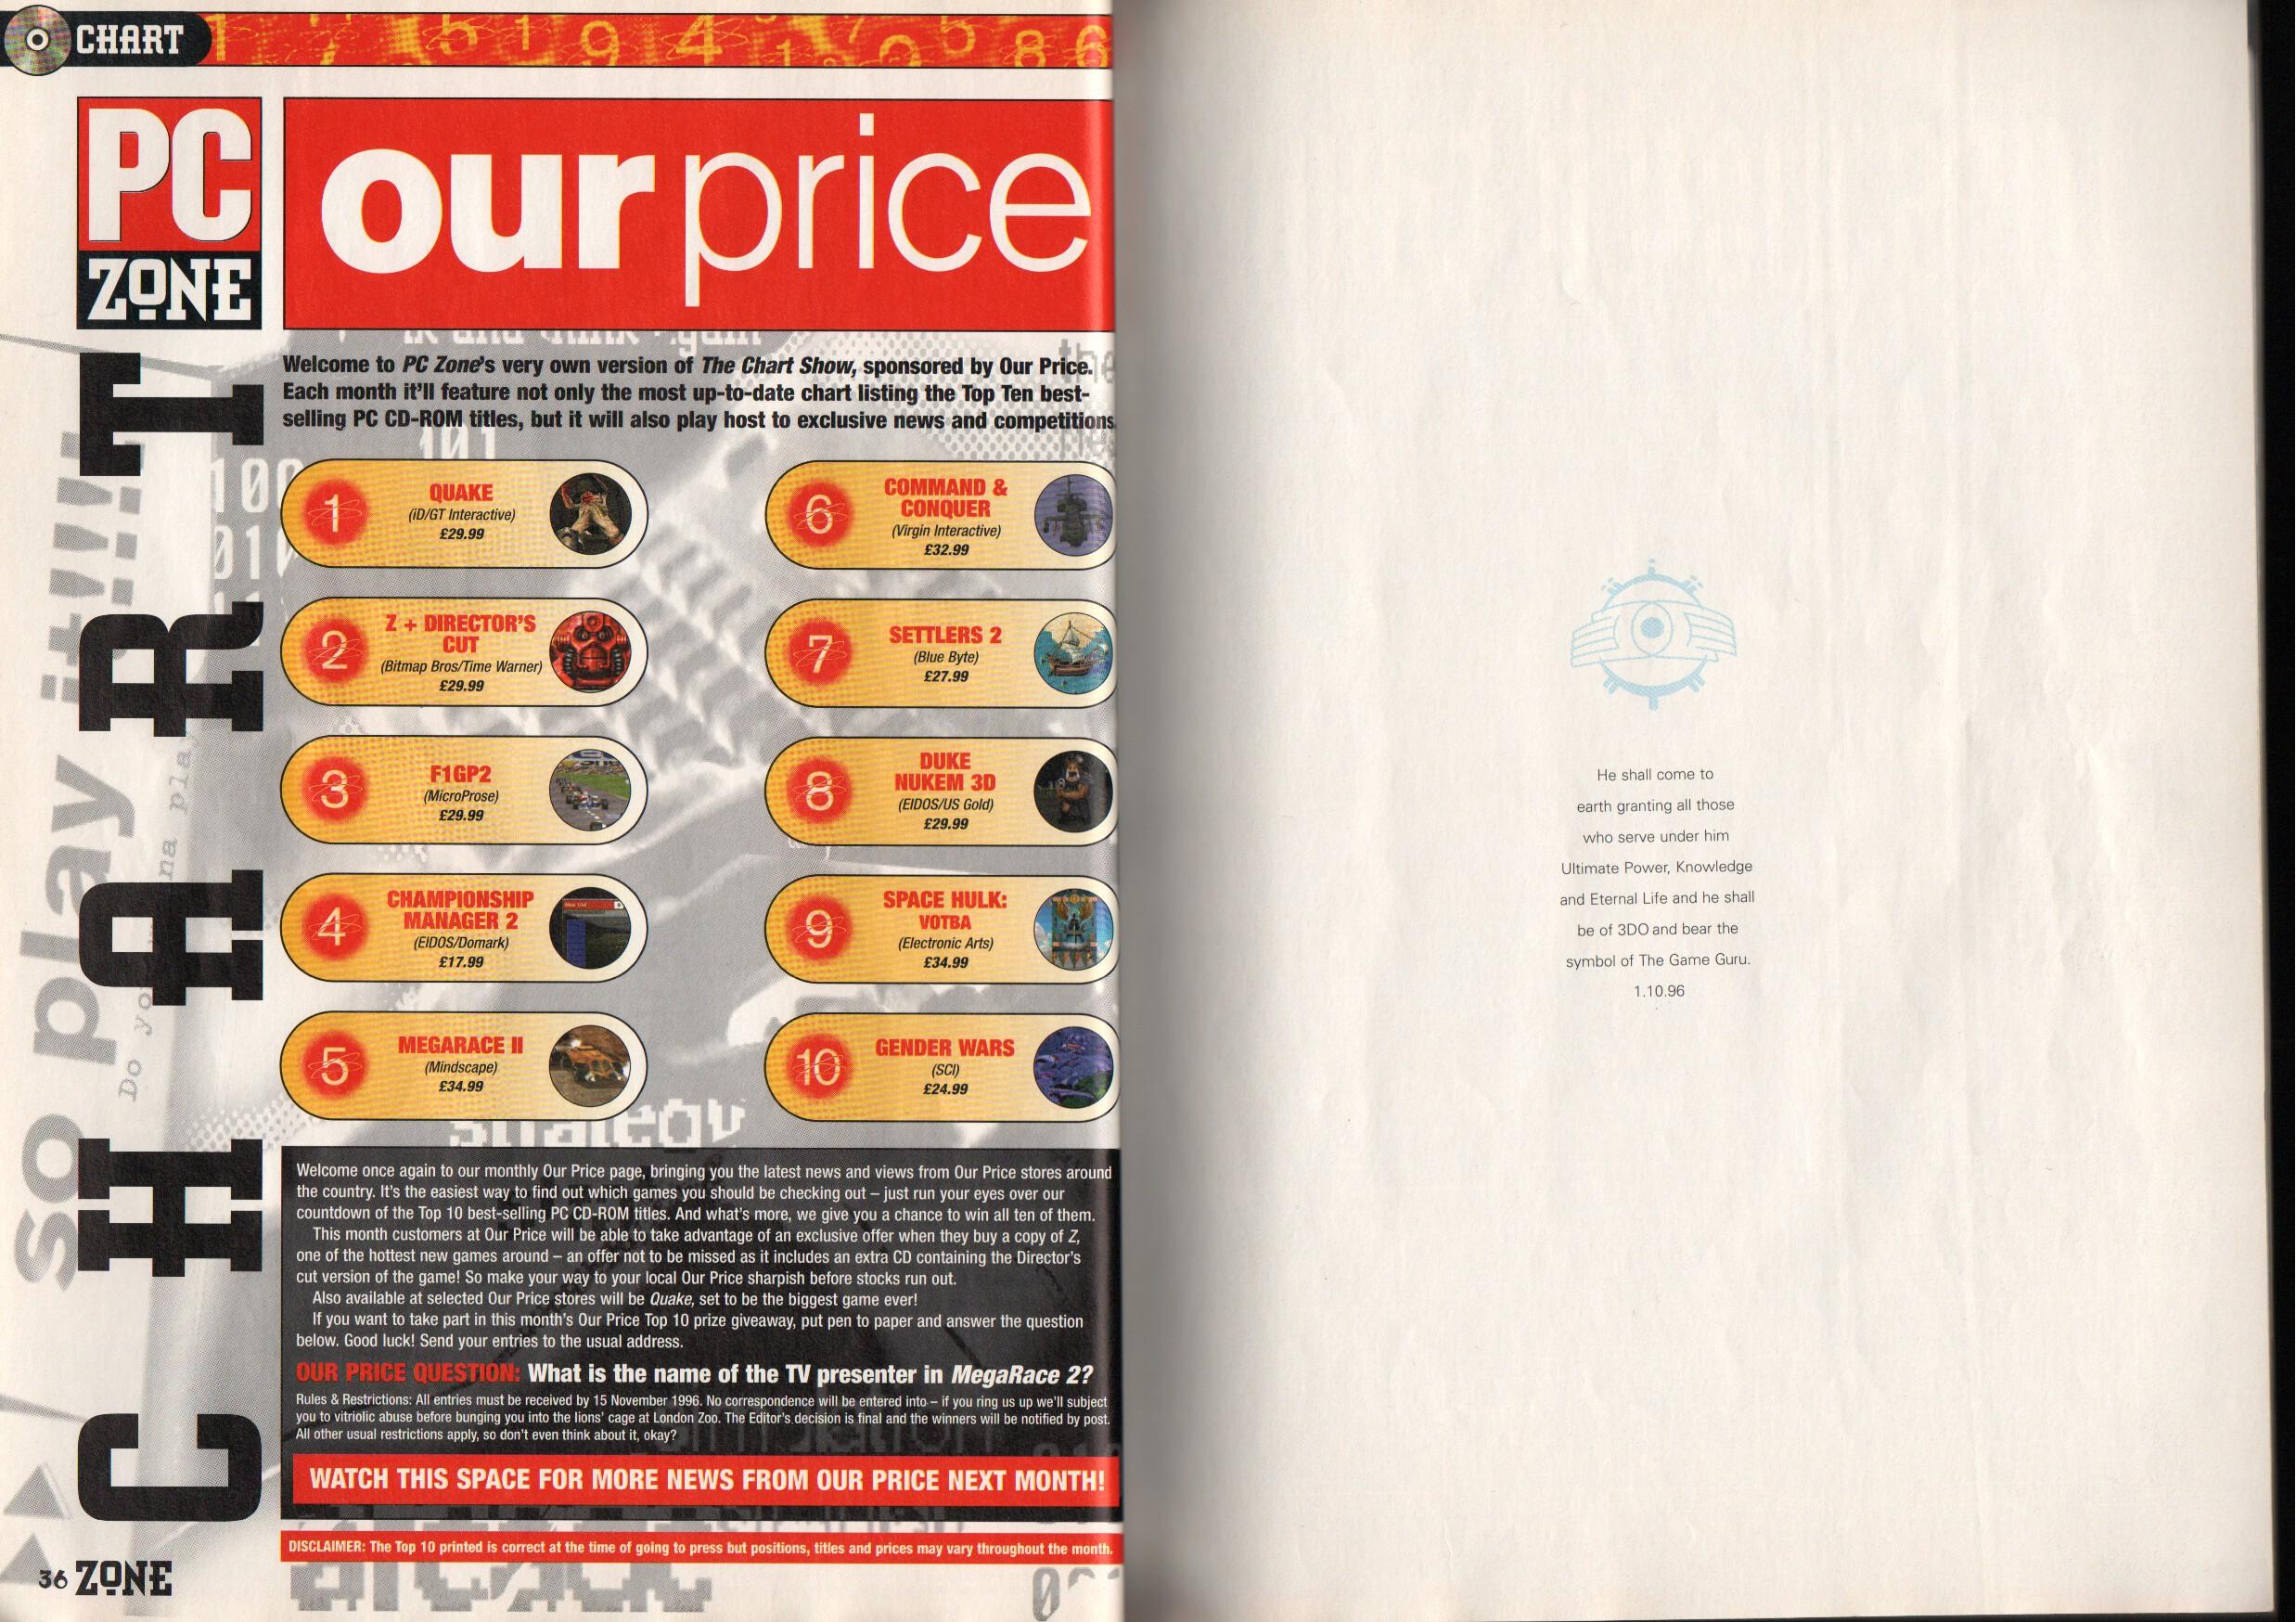 CHART
1 7 5 1 9 4 1 7 0 5 8 6
PC
ZONE
ourprice
CHART
Welcome to PC Zone's very own version of The Chart Show, sponsored by Our Price.
Each month it'll feature not only the most up-to-date chart listing the Top Ten best-
selling PC CD-ROM titles, but it will also play host to exclusive news and competitions
1
QUAKE
(iD/GT Interactive)
£29.99
2
Z + DIRECTOR'S
CUT
(Bitmap Bros/Time Warner)
£29.99
3
F1GP2
(MicroProse)
£29.99
4
CHAMPIONSHIP
MANAGER 2
(EIDOS/Domark)
£17.99
5
MEGARACE II
(Mindscape)
£34.99
6
COMMAND &
CONQUER
(Virgin Interactive)
£32.99
7
SETTLERS 2
(Blue Byte)
£27.99
8
DUKE
NUKEM 3D
(EIDOS/US Gold)
£29.99
9
SPACE HULK:
VOTBA
(Electronic Arts)
£34.99
10
GENDER WARS
(SCI)
£24.99
Welcome once again to our monthly Our Price page, bringing you the latest news and views from Our Price stores around
the country. It's the easiest way to find out which games you should be checking out – just run your eyes over our
countdown of the Top 10 best-selling PC CD-ROM titles. And what's more, we give you a chance to win all ten of them.
This month customers at Our Price will be able to take advantage of an exclusive offer when they buy a copy of Z,
one of the hottest new games around – an offer not to be missed as it includes an extra CD containing the Director's
cut version of the game! So make your way to your local Our Price sharpish before stocks run out.
Also available at selected Our Price stores will be Quake, set to be the biggest game ever!
If you want to take part in this month's Our Price Top 10 prize giveaway, put pen to paper and answer the question
below. Good luck! Send your entries to the usual address.
OUR PRICE QUESTION: What is the name of the TV presenter in MegaRace 2?
Rules & Restrictions: All entries must be received by 15 November 1996. No correspondence will be entered into – if you ring us up we'll subject
you to vitriolic abuse before bunging you into the lions' cage at London Zoo. The Editor's decision is final and the winners will be notified by post.
All other usual restrictions apply, so don't even think about it, okay?
WATCH THIS SPACE FOR MORE NEWS FROM OUR PRICE NEXT MONTH!
DISCLAIMER: The Top 10 printed is correct at the time of going to press but positions, titles and prices may vary throughout the month.
36 ZONE
so play it!!!!
He shall come to
earth granting all those
who serve under him
Ultimate Power, Knowledge
and Eternal Life and he shall
be of 3DO and bear the
symbol of The Game Guru.
1.10.96